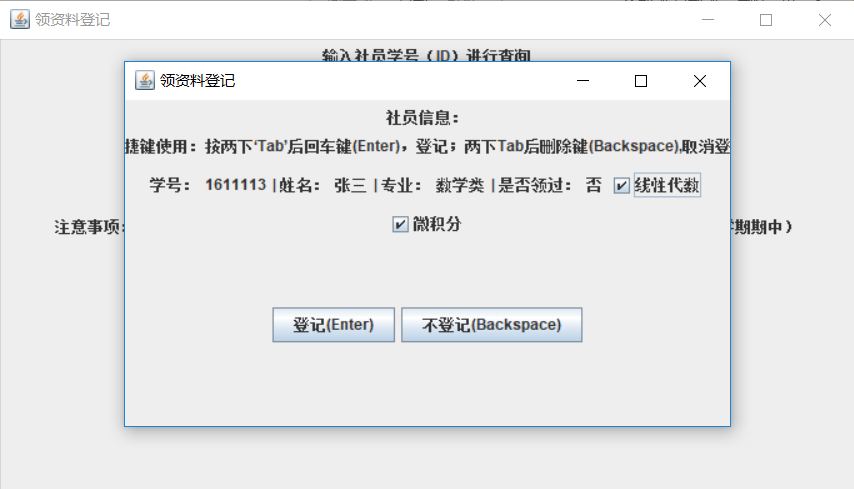 领资料登记
输入社员学号（ID）进行查询
领资料登记
社员信息：
捷键使用：按两下‘Tab’后回车键(Enter)，登记；两下Tab后删除键(Backspace),取消登
学号： 1611113 |姓名： 张三 |专业： 数学类 |是否领过： 否 线性代数
注意事项： 期期中）
微积分
登记(Enter) 不登记(Backspace)